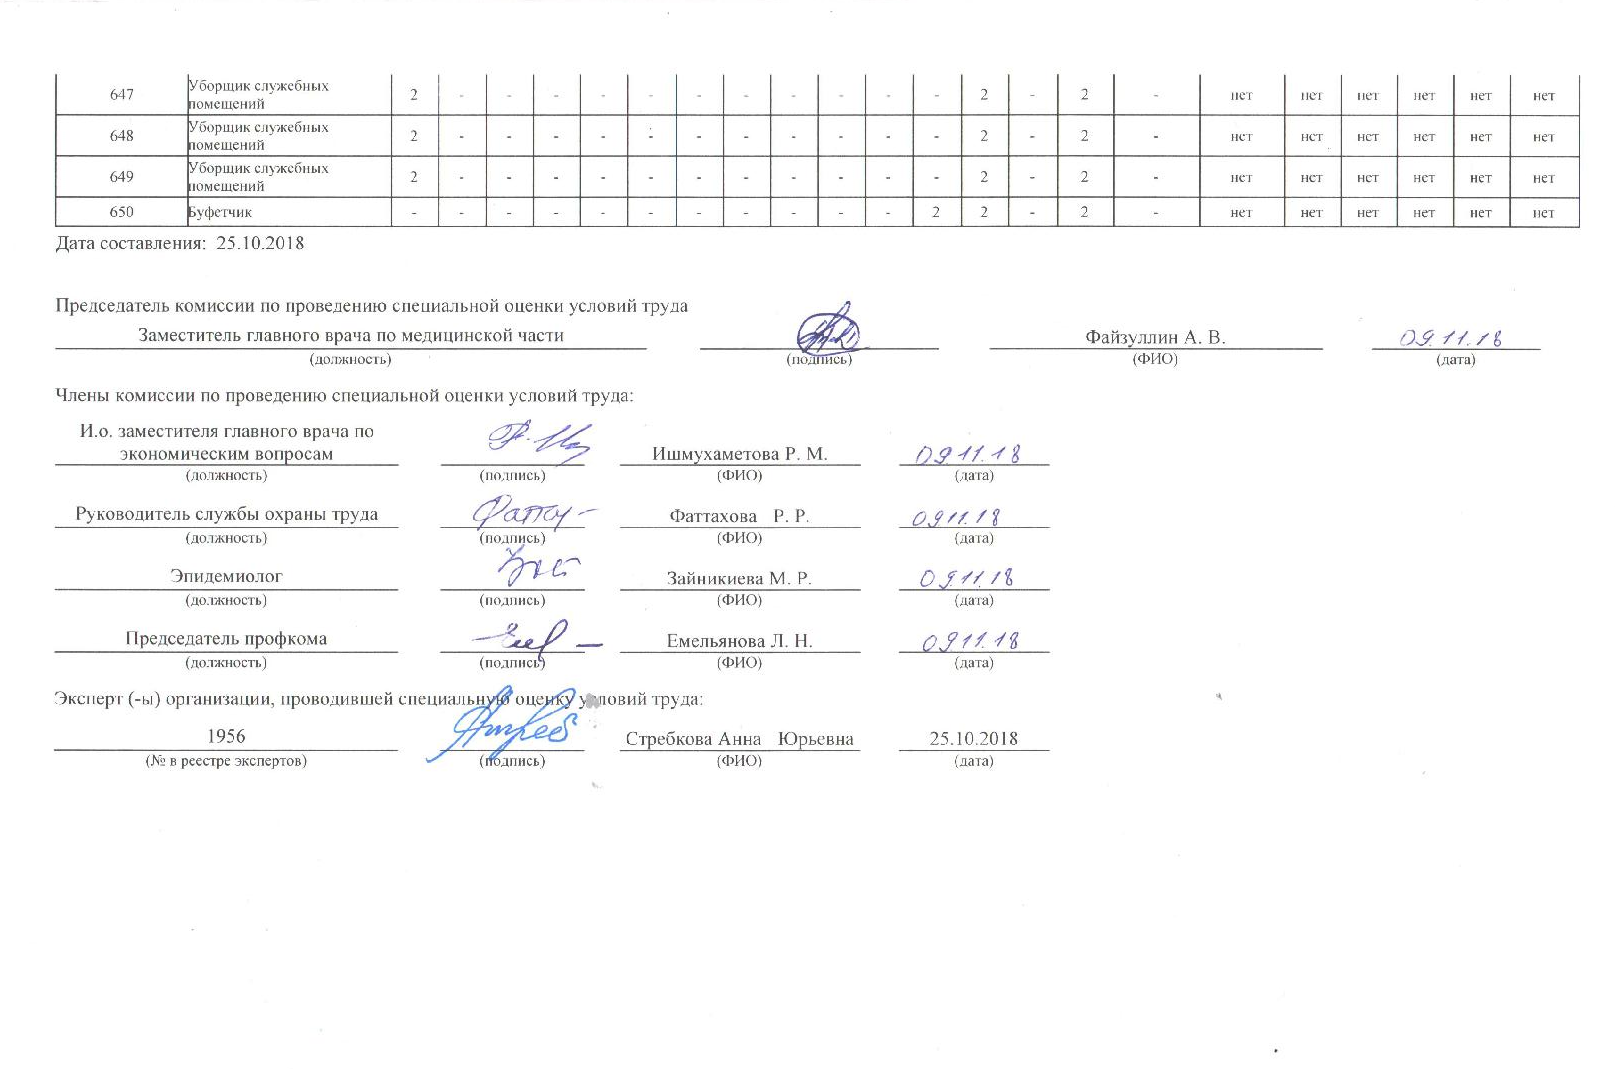 647 Уборщик служебных помещений 2 - - - - - - - - - - - 2 - 2 - нет нет нет нет нет нет
648 Уборщик служебных помещений 2 - - - - - - - - - - - 2 - 2 - нет нет нет нет нет нет
649 Уборщик служебных помещений 2 - - - - - - - - - - - 2 - 2 - нет нет нет нет нет нет
650 Буфетчик - - - - - - - - - - - 2 2 - 2 - нет нет нет нет нет нет
Дата составления: 25.10.2018
Председатель комиссии по проведению специальной оценки условий труда
Заместитель главного врача по медицинской части Файзуллин А. В. 09.11.18
(должность) (подпись) (ФИО) (дата)
Члены комиссии по проведению специальной оценки условий труда:
И.о. заместителя главного врача по
экономическим вопросам Ишмухаметова Р. М. 09.11.18
(должность) (подпись) (ФИО) (дата)
Руководитель службы охраны труда Фаттахова Р. Р. 09.11.18
(должность) (подпись) (ФИО) (дата)
Эпидемиолог Зайникиева М. Р. 09.11.18
(должность) (подпись) (ФИО) (дата)
Председатель профкома Емельянова Л. Н. 09.11.18
(должность) (подпись) (ФИО) (дата)
Эксперт (-ы) организации, проводившей специальную оценку условий труда:
1956 Стребкова Анна Юрьевна 25.10.2018
(№ в реестре экспертов) (подпись) (ФИО) (дата)